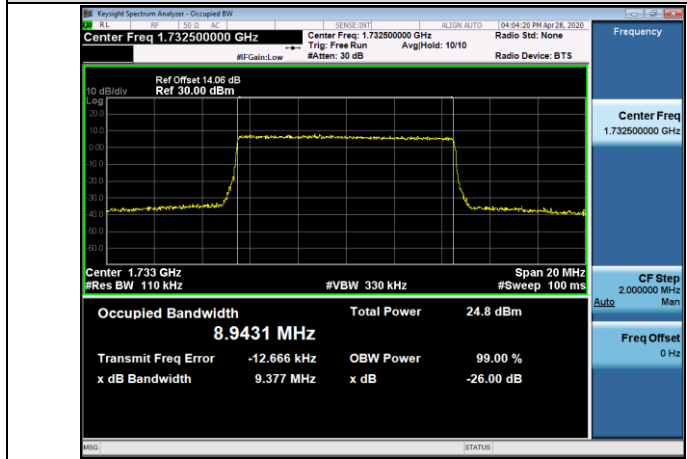 Keysight Spectrum Analyzer - Occupied BW
RL RF 50 Ω AC SENSE:INT ALIGN AUTO 04:04:20 PM Apr 28, 2020
Center Freq 1.732500000 GHz
Center Freq: 1.732500000 GHz
Radio Std: None
Trig: Free Run Avg|Hold: 10/10
#IFGain:Low #Atten: 30 dB Radio Device: BTS
Frequency
Ref Offset 14.06 dB
10 dB/div Ref 30.00 dBm
Log
20.0
10.0
0.00
-10.0
-20.0
-30.0
-40.0
-50.0
-60.0
Center Freq
1.732500000 GHz
Center 1.733 GHz Span 20 MHz
#Res BW 110 kHz #VBW 330 kHz #Sweep 100 ms
CF Step
2.000000 MHz
Auto Man
Occupied Bandwidth Total Power 24.8 dBm
8.9431 MHz
Transmit Freq Error -12.666 kHz OBW Power 99.00 %
x dB Bandwidth 9.377 MHz x dB -26.00 dB
Freq Offset
0 Hz
MSG STATUS